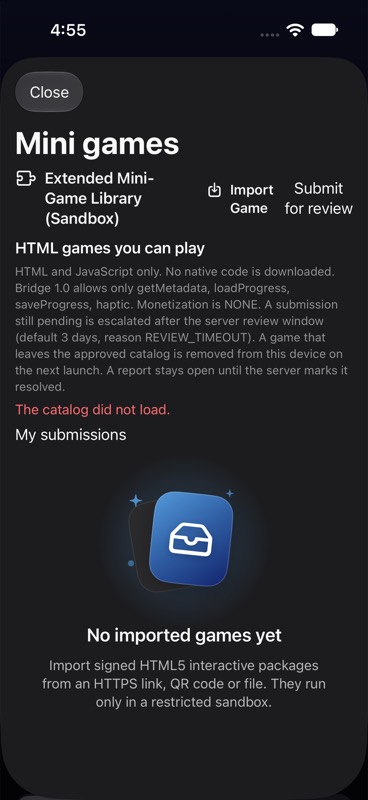 4:55
Close
Mini games
Extended Mini-
Game Library
(Sandbox)
Import
Game
Submit
for review
HTML games you can play
HTML and JavaScript only. No native code is downloaded.
Bridge 1.0 allows only getMetadata, loadProgress,
saveProgress, haptic. Monetization is NONE. A submission
still pending is escalated after the server review window
(default 3 days, reason REVIEW_TIMEOUT). A game that
leaves the approved catalog is removed from this device on
the next launch. A report stays open until the server marks it
resolved.
The catalog did not load.
My submissions
No imported games yet
Import signed HTML5 interactive packages
from an HTTPS link, QR code or file. They run
only in a restricted sandbox.